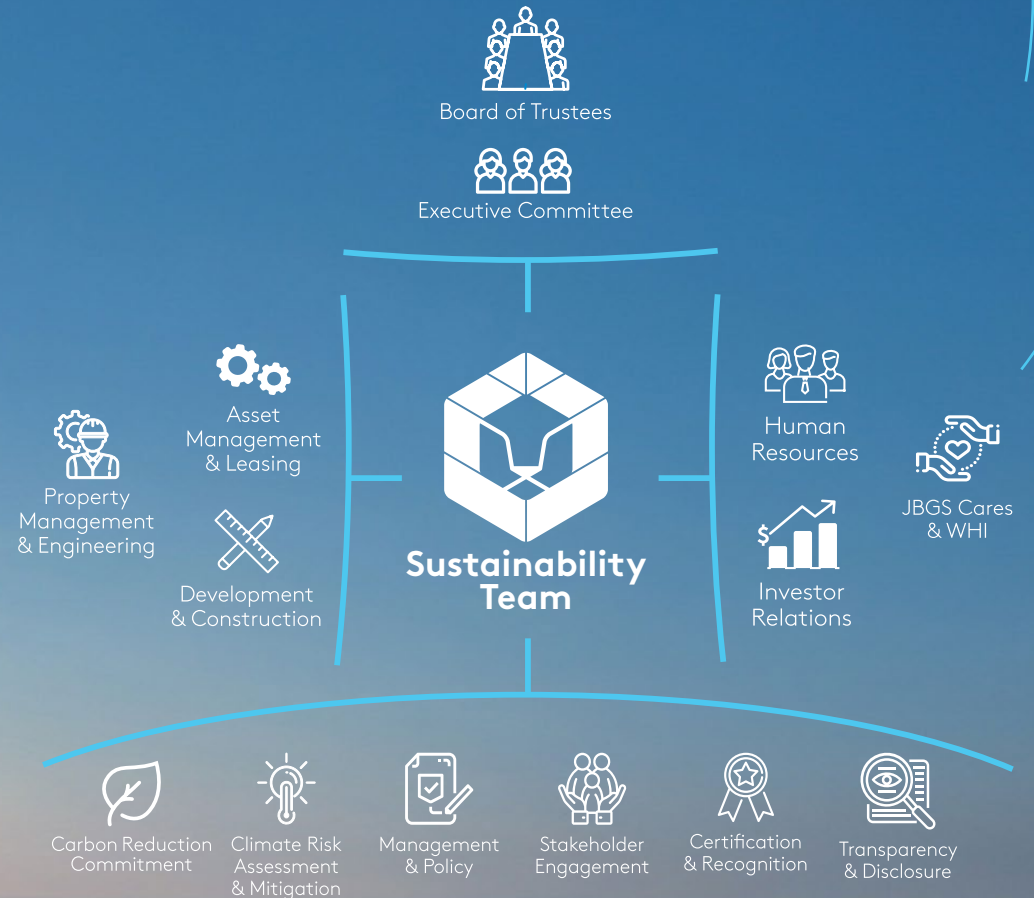 Board of Trustees
Executive Committee
Asset
Management
& Leasing
Property
Management
& Engineering
Development
& Construction
Sustainability
Team
Human
Resources
JBGS Cares
& WHI
$
Investor
Relations
Carbon Reduction
Commitment
Climate Risk
Assessment
& Mitigation
Management
& Policy
Stakeholder
Engagement
Certification
& Recognition
Transparency
& Disclosure